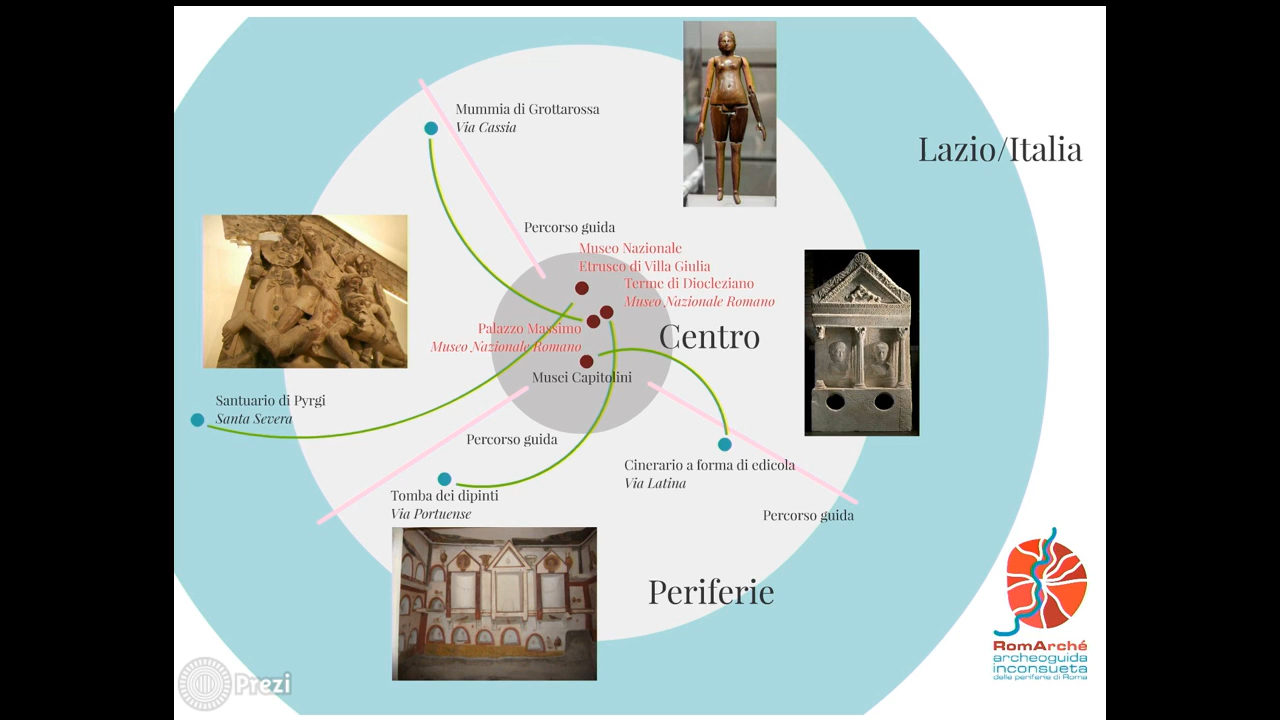 Mummia di Grottarossa
Via Cassia
Lazio/Italia
Percorso guida
Museo Nazionale
Etrusco di Villa Giulia
Terme di Diocleziano
Museo Nazionale Romano
Palazzo Massimo
Museo Nazionale Romano
Centro
Musei Capitolini
Santuario di Pyrgi
Santa Severa
Percorso guida
Cinerario a forma di edicola
Via Latina
Tomba dei dipinti
Via Portuense
Percorso guida
Periferie
RomArché
archeoguida
inconsueta
delle periferie di Roma
Prezi